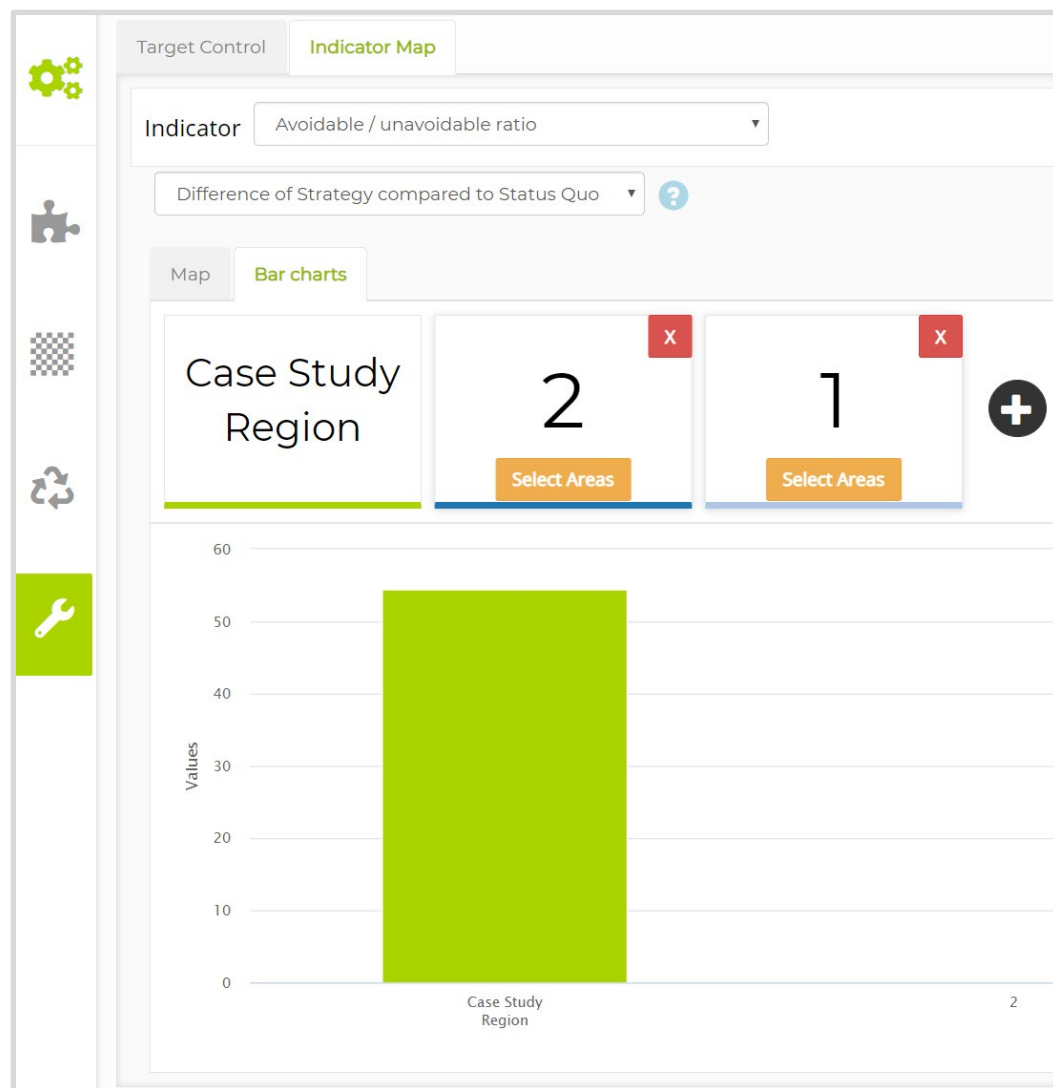 Target Control
Indicator Map
Indicator
Avoidable / unavoidable ratio
Difference of Strategy compared to Status Quo
?
Map
Bar charts
Case Study
Region
X
2
Select Areas
X
1
Select Areas
60
50
40
30
20
10
0
Values
Case Study
Region
2